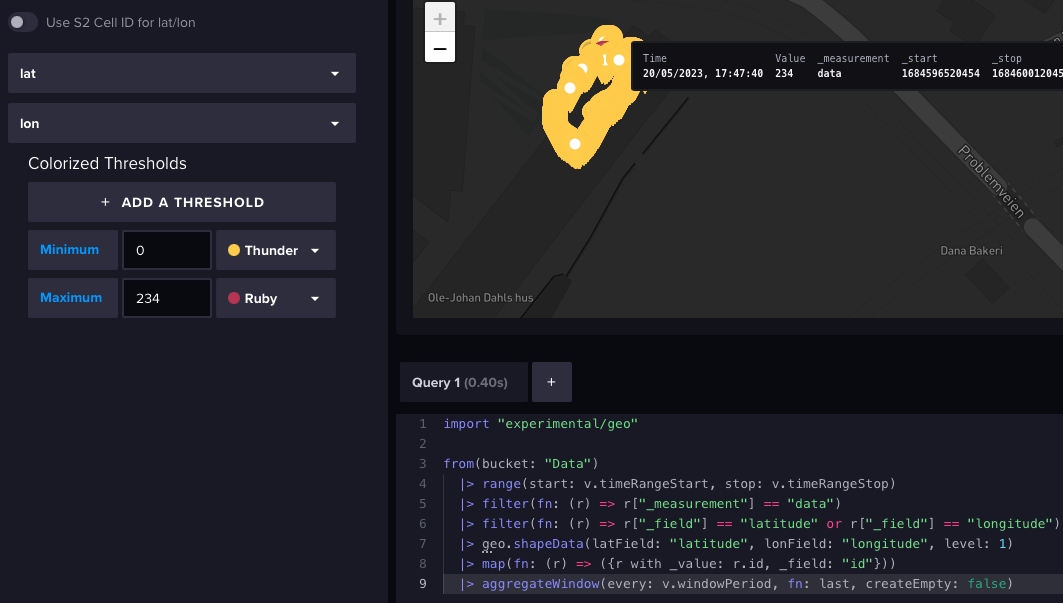 Use S2 Cell ID for lat/lon
lat
lon
Colorized Thresholds
+ ADD A THRESHOLD
Minimum 0 Thunder
Maximum 234 Ruby
+
−
1
Time Value _measurement _start _stop
20/05/2023, 17:47:40 234 data 1684596520454 168460012045
Problemveien
Dana Bakeri
Ole-Johan Dahls hus
Query 1 (0.40s) +
1 import "experimental/geo"
2
3 from(bucket: "Data")
4 |> range(start: v.timeRangeStart, stop: v.timeRangeStop)
5 |> filter(fn: (r) => r["_measurement"] == "data")
6 |> filter(fn: (r) => r["_field"] == "latitude" or r["_field"] == "longitude")
7 |> geo.shapeData(latField: "latitude", lonField: "longitude", level: 1)
8 |> map(fn: (r) => ({r with _value: r.id, _field: "id"}))
9 |> aggregateWindow(every: v.windowPeriod, fn: last, createEmpty: false)